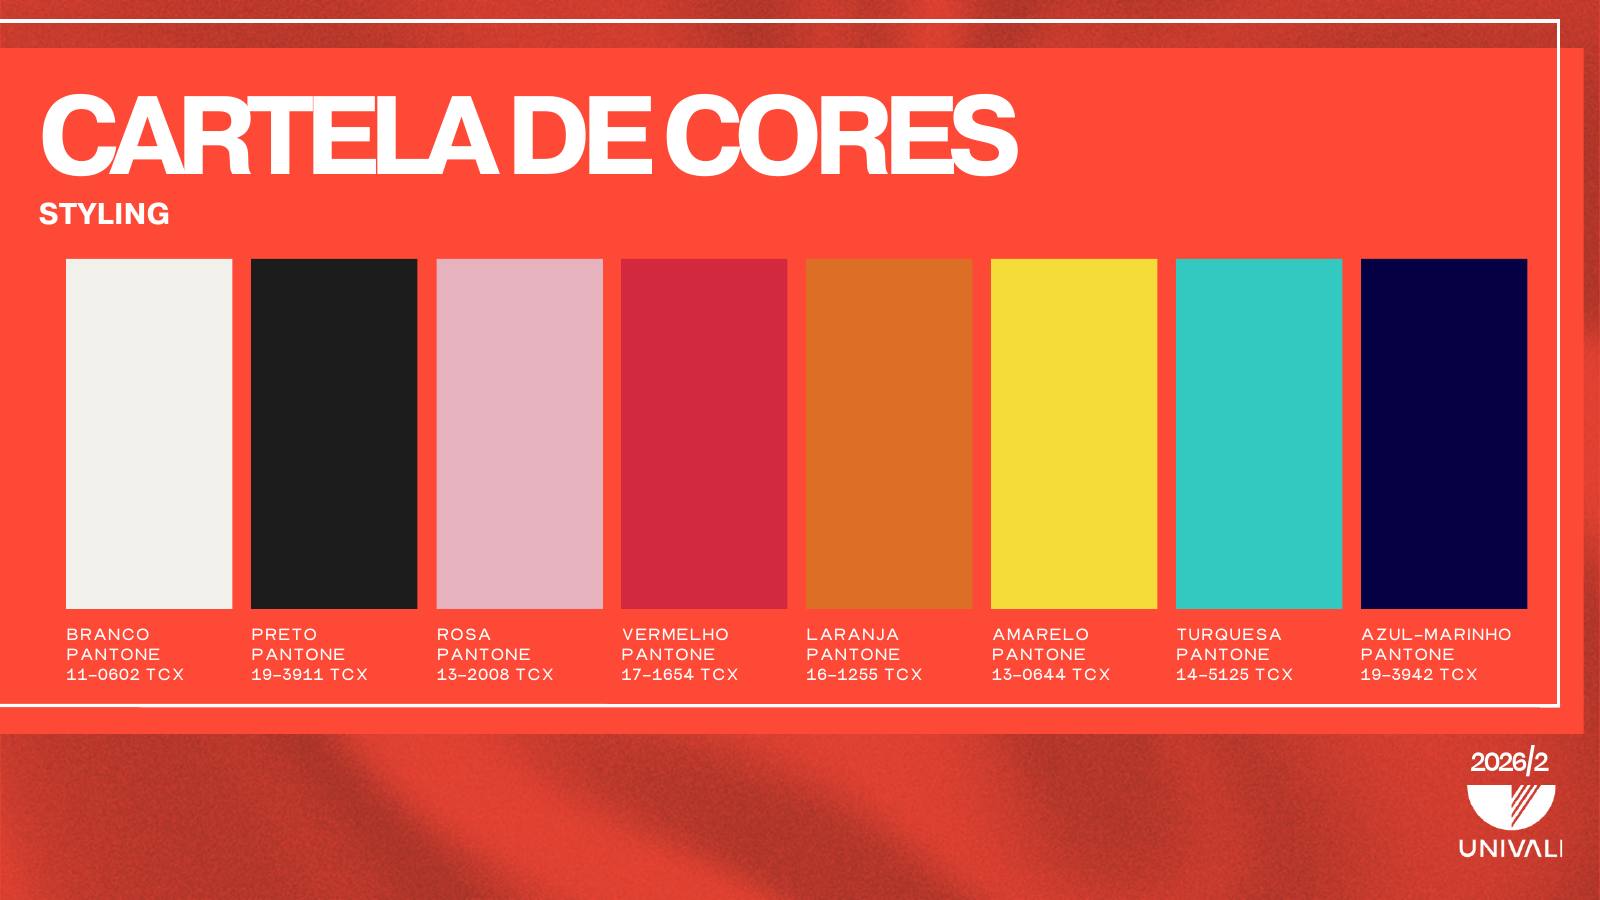 CARTELA DE CORES
STYLING
BRANCO
PANTONE
11-0602 TCX
PRETO
PANTONE
19-3911 TCX
ROSA
PANTONE
13-2008 TCX
VERMELHO
PANTONE
17-1654 TCX
LARANJA
PANTONE
16-1255 TCX
AMARELO
PANTONE
13-0644 TCX
TURQUESA
PANTONE
14-5125 TCX
AZUL-MARINHO
PANTONE
19-3942 TCX
2026/2
UNIVALI